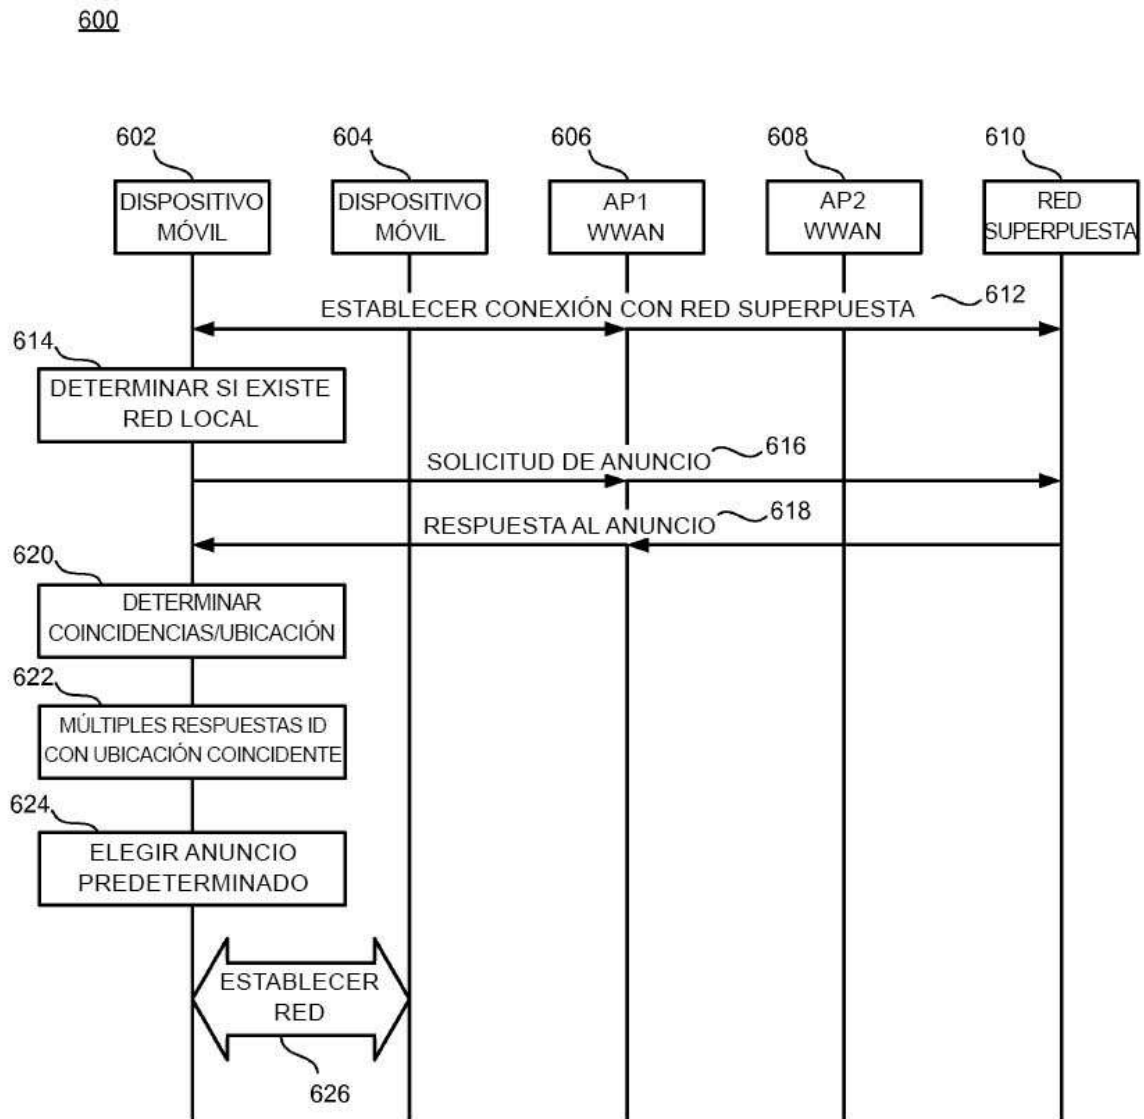 600
602
604
606
608
610
DISPOSITIVO
MÓVIL
DISPOSITIVO
MÓVIL
AP1
WWAN
AP2
WWAN
RED
SUPERPUESTA
ESTABLECER CONEXIÓN CON RED SUPERPUESTA
612
614
DETERMINAR SI EXISTE
RED LOCAL
SOLICITUD DE ANUNCIO
616
RESPUESTA AL ANUNCIO
618
620
DETERMINAR
COINCIDENCIAS/UBICACIÓN
622
MÚLTIPLES RESPUESTAS ID
CON UBICACIÓN COINCIDENTE
624
ELEGIR ANUNCIO
PREDETERMINADO
ESTABLECER
RED
626